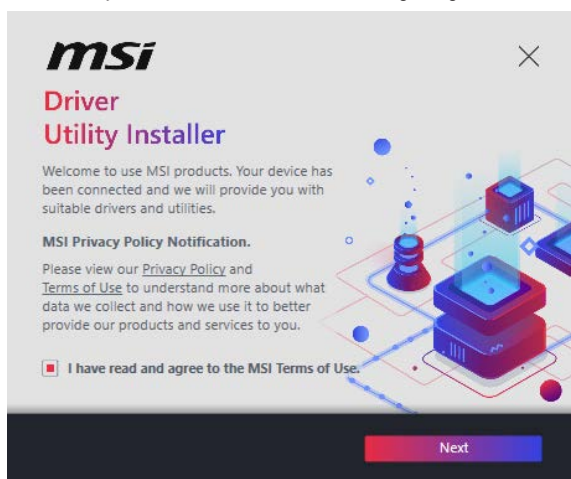 msi
Driver
Utility Installer
Welcome to use MSI products. Your device has
been connected and we will provide you with
suitable drivers and utilities.
MSI Privacy Policy Notification.
Please view our Privacy Policy and
Terms of Use to understand more about what
data we collect and how we use it to better
provide our products and services to you.
I have read and agree to the MSI Terms of Use.
Next